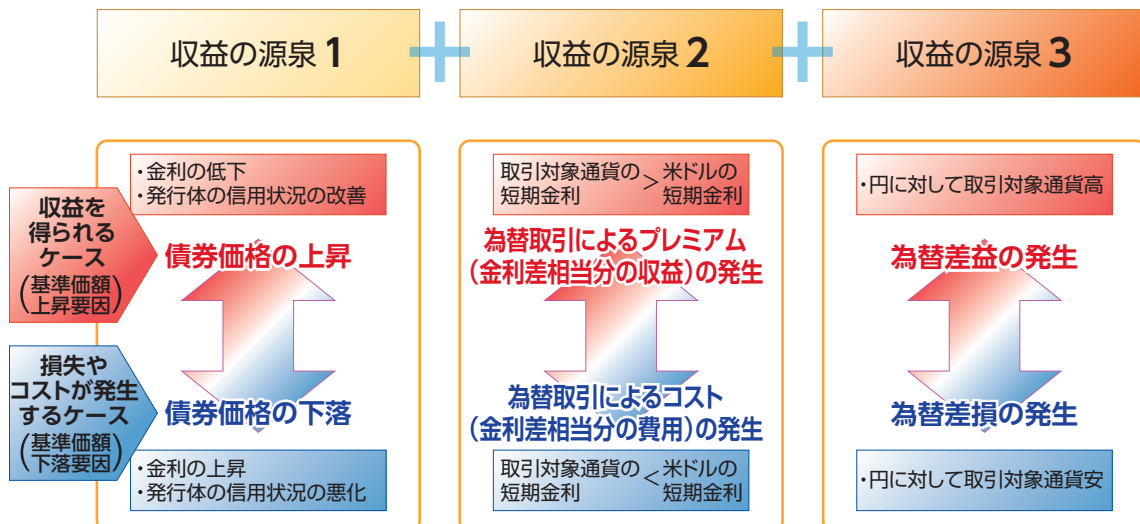 収益の源泉 1
+
収益の源泉 2
+
収益の源泉 3
収益を
得られる
ケース
(基準価額
上昇要因)
・金利の低下
・発行体の信用状況の改善
債券価格の上昇
取引対象通貨の
短期金利
>
米ドルの
短期金利
為替取引によるプレミアム
(金利差相当分の収益)の発生
・円に対して取引対象通貨高
為替差益の発生
損失や
コストが発生
するケース
(基準価額
下落要因)
債券価格の下落
・金利の上昇
・発行体の信用状況の悪化
為替取引によるコスト
(金利差相当分の費用)の発生
取引対象通貨の
短期金利
<
米ドルの
短期金利
為替差損の発生
・円に対して取引対象通貨安